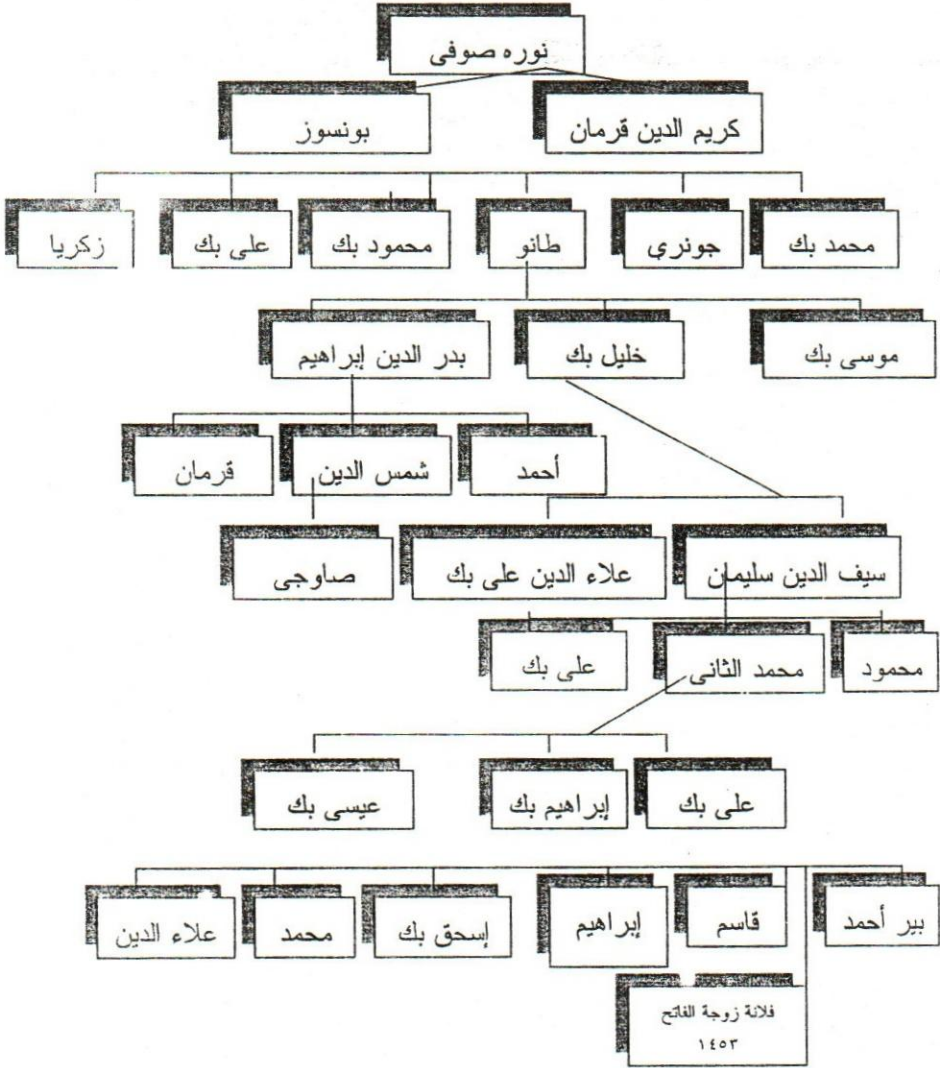 نوره صوفى
كريم الدين قرمان بونسوز
محمد بك جونرى طانو محمود بك على بك زكريا
موسى بك خليل بك بدر الدين إبراهيم
أحمد شمس الدين قرمان
سيف الدين سليمان علاء الدين على بك صاوجى
محمود محمد الثانى على بك
على بك إبراهيم بك عيسى بك
بير أحمد قاسم إبراهيم إسحق بك محمد علاء الدين
فلانة زوجة الفاتح
١٤٥٣